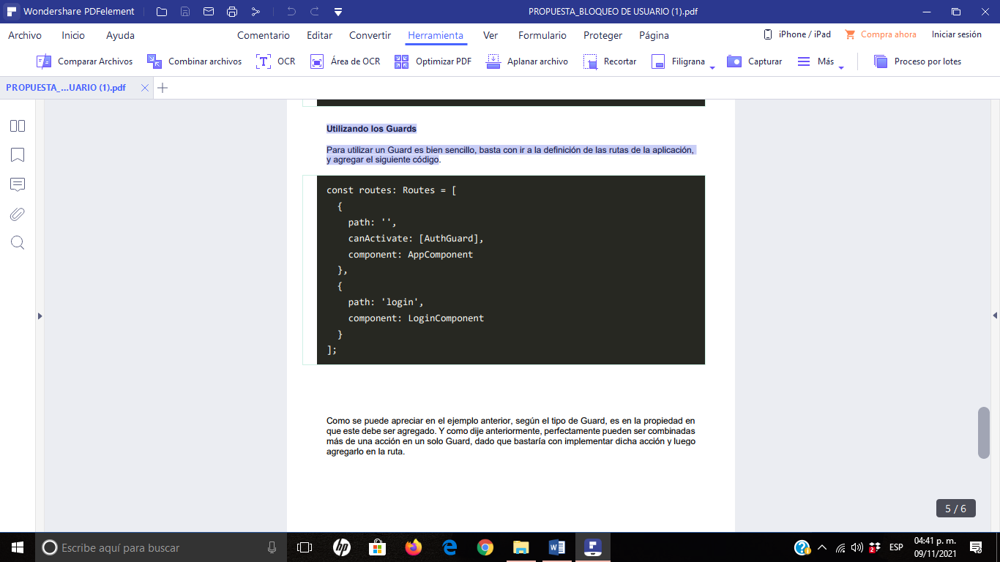 Wondershare PDFelement
PROPUESTA_BLOQUEO DE USUARIO (1).pdf
Archivo Inicio Ayuda Comentario Editar Convertir Herramienta Ver Formulario Proteger Página iPhone / iPad Compra ahora Iniciar sesión
Comparar Archivos Combinar archivos OCR Área de OCR Optimizar PDF Aplanar archivo Recortar Filigrana Capturar Más Proceso por lotes
PROPUESTA_...UARIO (1).pdf
Utilizando los Guards
Para utilizar un Guard es bien sencillo, basta con ir a la definición de las rutas de la aplicación,
y agregar el siguiente código.
const routes: Routes = [
{
path: '',
canActivate: [AuthGuard],
component: AppComponent
},
{
path: 'login',
component: LoginComponent
}
];
Como se puede apreciar en el ejemplo anterior, según el tipo de Guard, es en la propiedad en
que este debe ser agregado. Y como dije anteriormente, perfectamente pueden ser combinadas
más de una acción en un solo Guard, dado que bastaría con implementar dicha acción y luego
agregarlo en la ruta.
5 / 6
Escribe aquí para buscar
hp
ESP
04:41 p. m.
09/11/2021